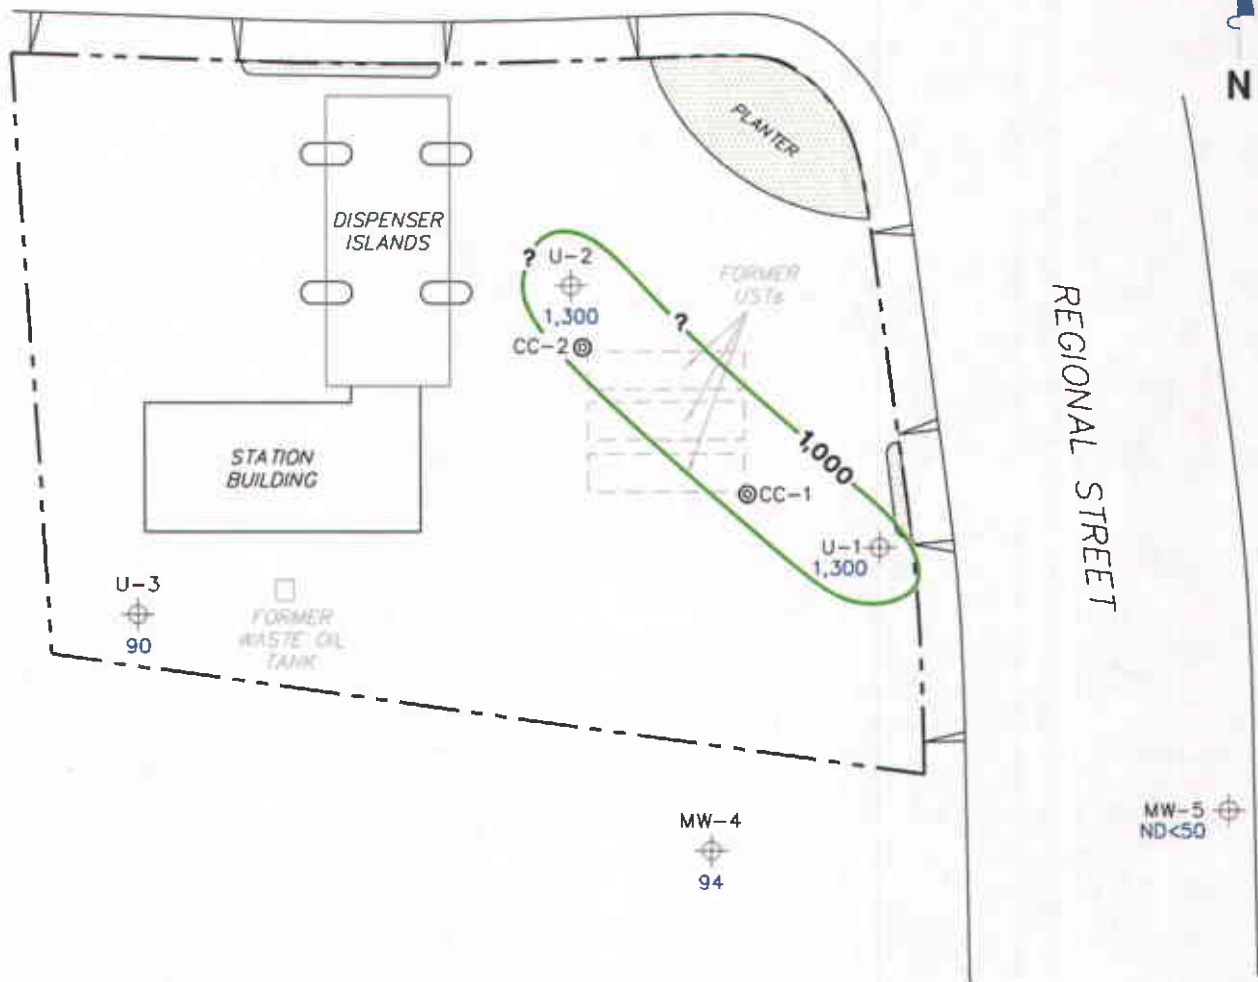 N
PLANTER
DISPENSER
ISLANDS
?
U-2
1,300
CC-2
FORMER
USTs
?
1,000
REGIONAL STREET
STATION
BUILDING
CC-1
U-1
1,300
U-3
90
FORMER
WASTE OIL
TANK
MW-4
94
MW-5
ND<50